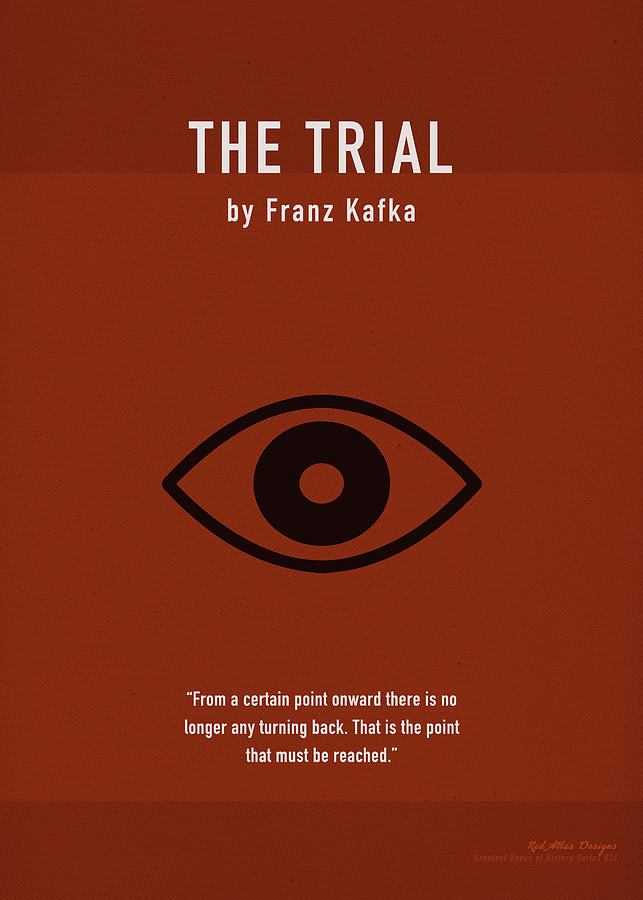 THE TRIAL
by Franz Kafka
“From a certain point onward there is no
longer any turning back. That is the point
that must be reached.”
Red Atlas Designs
Greatest Books of History Series 029